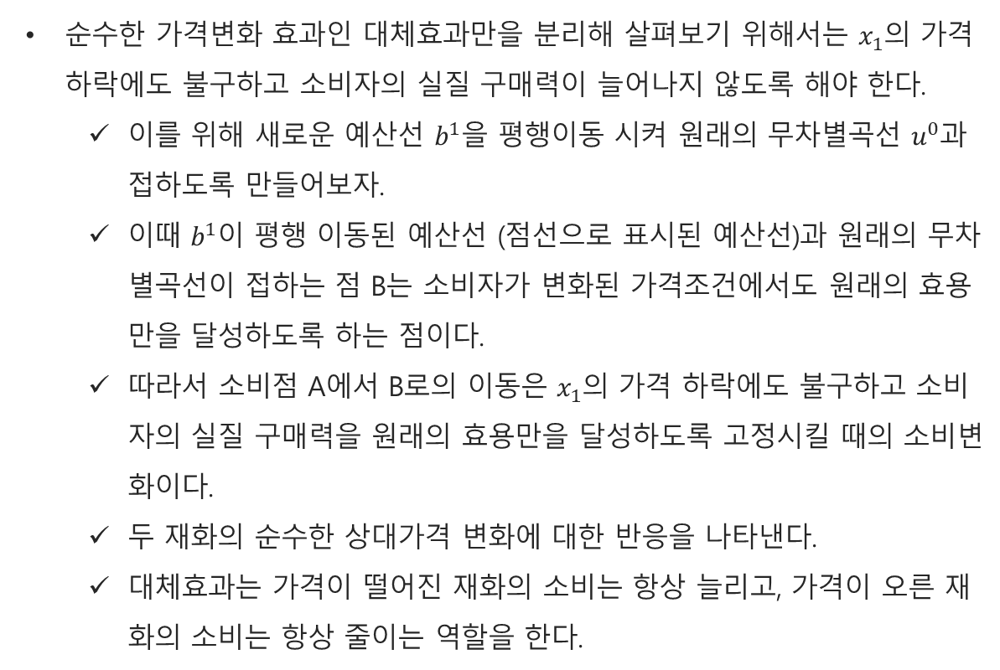 • 순수한 가격변화 효과인 대체효과만을 분리해 살펴보기 위해서는 x₁의 가격
하락에도 불구하고 소비자의 실질 구매력이 늘어나지 않도록 해야 한다.
✓ 이를 위해 새로운 예산선 b¹을 평행이동 시켜 원래의 무차별곡선 u⁰과
접하도록 만들어보자.
✓ 이때 b¹이 평행 이동된 예산선 (점선으로 표시된 예산선)과 원래의 무차
별곡선이 접하는 점 B는 소비자가 변화된 가격조건에서도 원래의 효용
만을 달성하도록 하는 점이다.
✓ 따라서 소비점 A에서 B로의 이동은 x₁의 가격 하락에도 불구하고 소비
자의 실질 구매력을 원래의 효용만을 달성하도록 고정시킬 때의 소비변
화이다.
✓ 두 재화의 순수한 상대가격 변화에 대한 반응을 나타낸다.
✓ 대체효과는 가격이 떨어진 재화의 소비는 항상 늘리고, 가격이 오른 재
화의 소비는 항상 줄이는 역할을 한다.